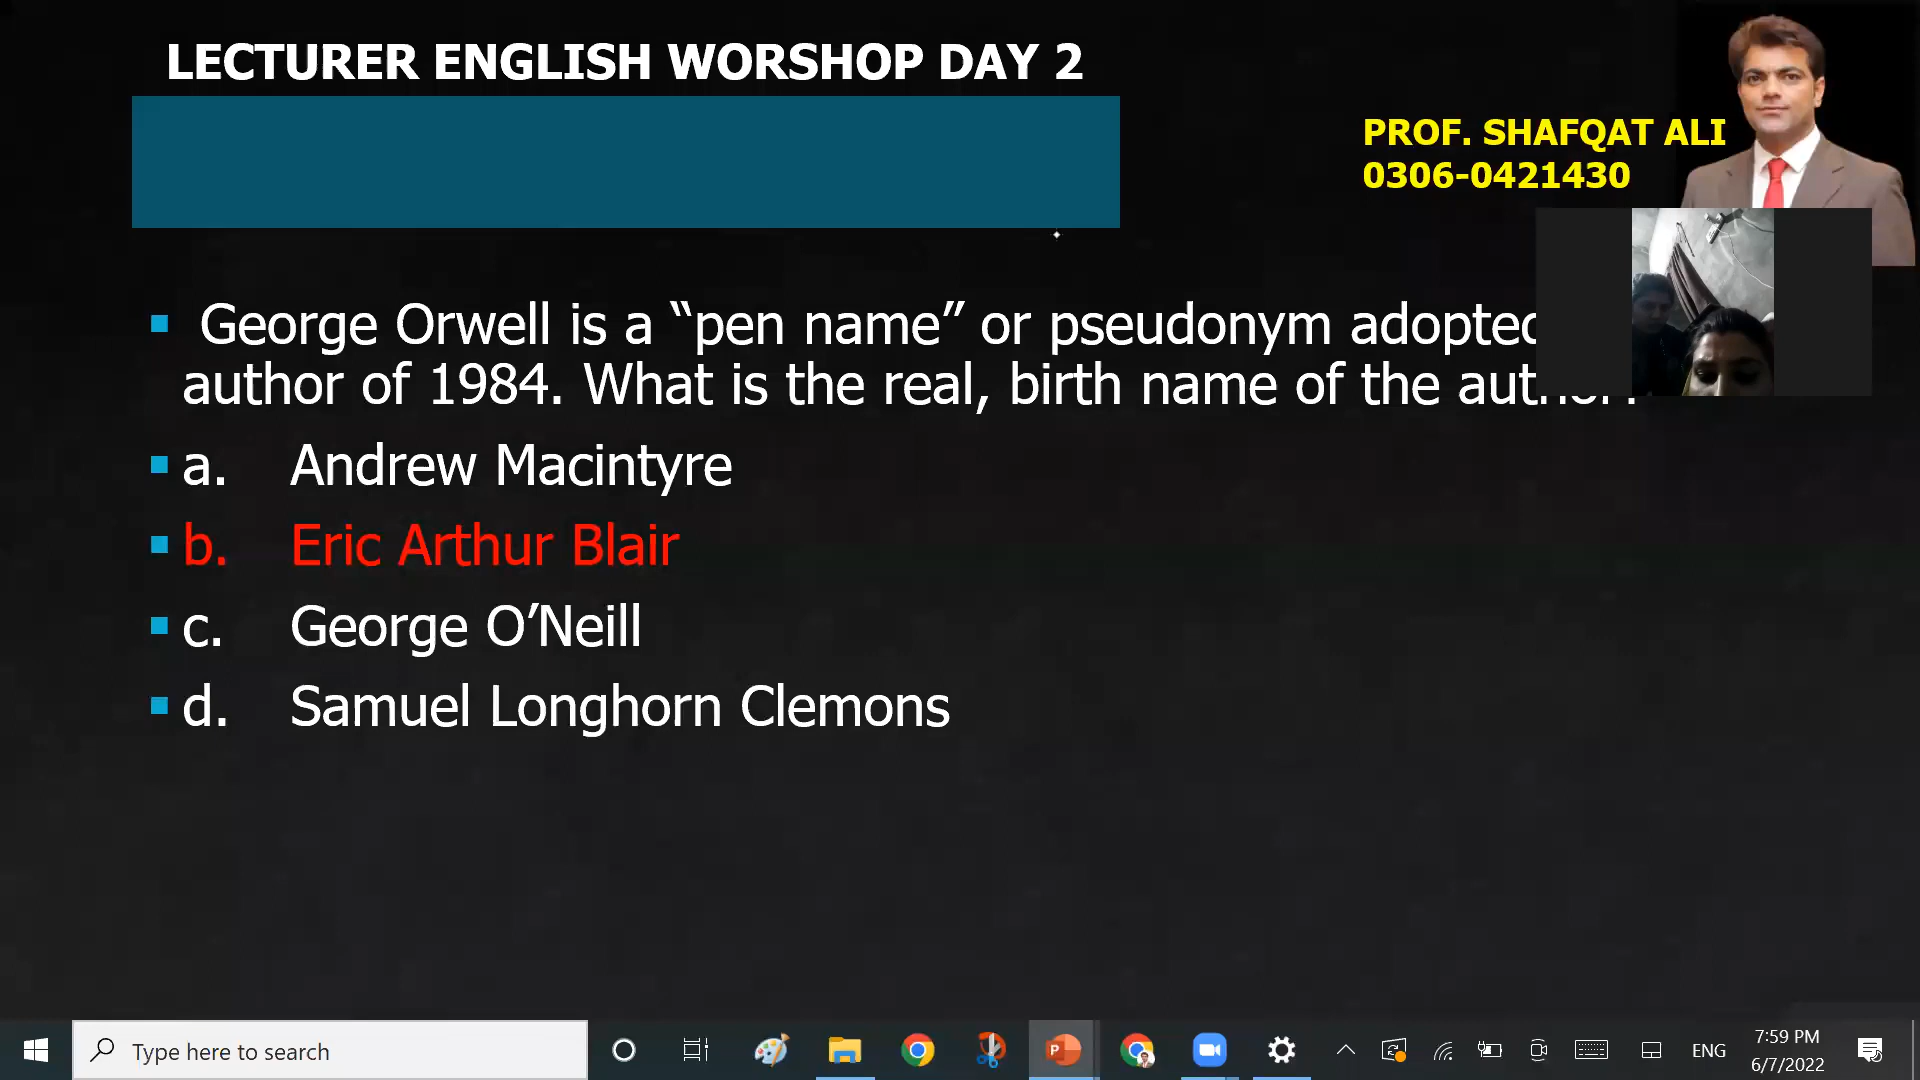 LECTURER ENGLISH WORSHOP DAY 2
PROF. SHAFQAT ALI
0306-0421430
George Orwell is a “pen name” or pseudonym adopted
author of 1984. What is the real, birth name of the author?
a. Andrew Macintyre
b. Eric Arthur Blair
c. George O’Neill
d. Samuel Longhorn Clemons
Type here to search
ENG
7:59 PM
6/7/2022